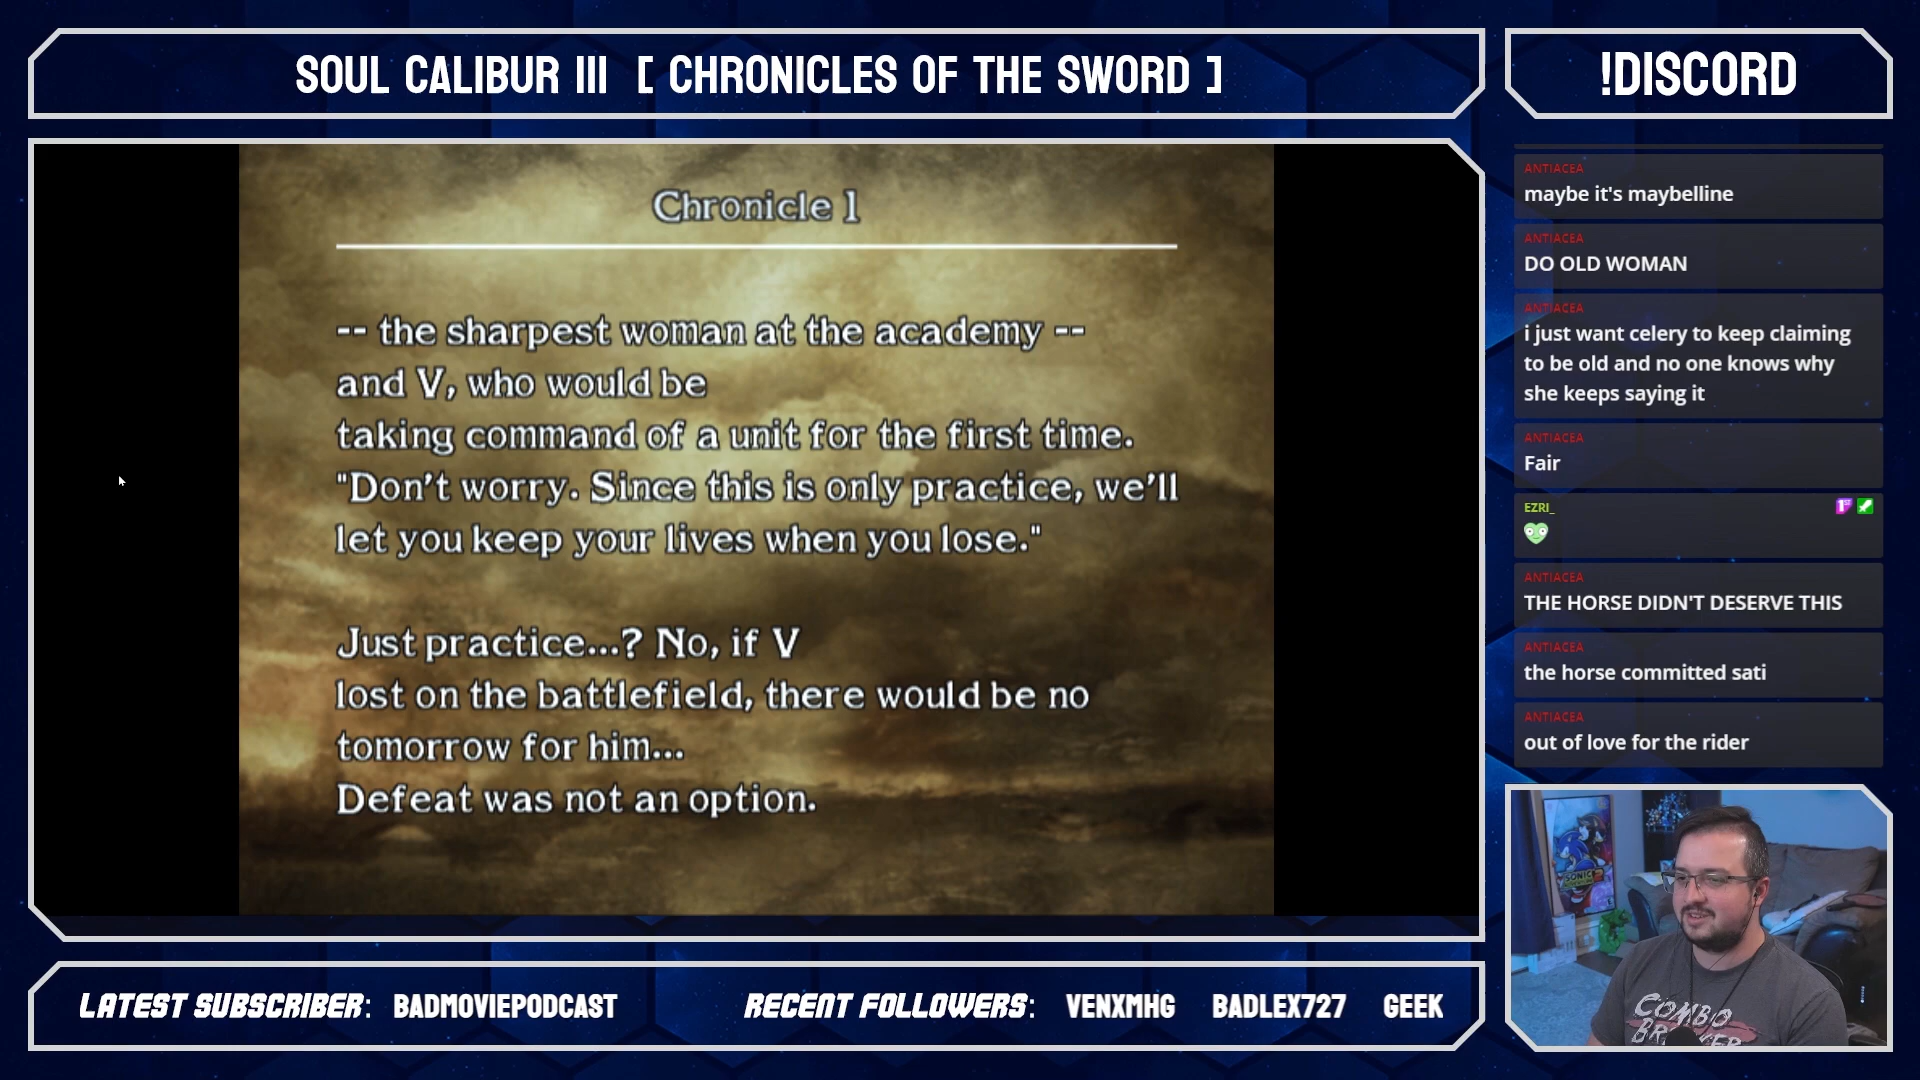 SOUL CALIBUR III [ CHRONICLES OF THE SWORD ]
!DISCORD
Chronicle 1
-- the sharpest woman at the academy --
and V, who would be
taking command of a unit for the first time.
"Don't worry. Since this is only practice, we'll
let you keep your lives when you lose."
Just practice...? No, if V
lost on the battlefield, there would be no
tomorrow for him...
Defeat was not an option.
ANTIACEA
maybe it's maybelline
ANTIACEA
DO OLD WOMAN
ANTIACEA
i just want celery to keep claiming
to be old and no one knows why
she keeps saying it
ANTIACEA
Fair
EZRI_
ANTIACEA
THE HORSE DIDN'T DESERVE THIS
ANTIACEA
the horse committed sati
ANTIACEA
out of love for the rider
SONIC
COMBO
LATEST SUBSCRIBER: BADMOVIEPODCAST
RECENT FOLLOWERS: VENXMHG BADLEX727 GEEK